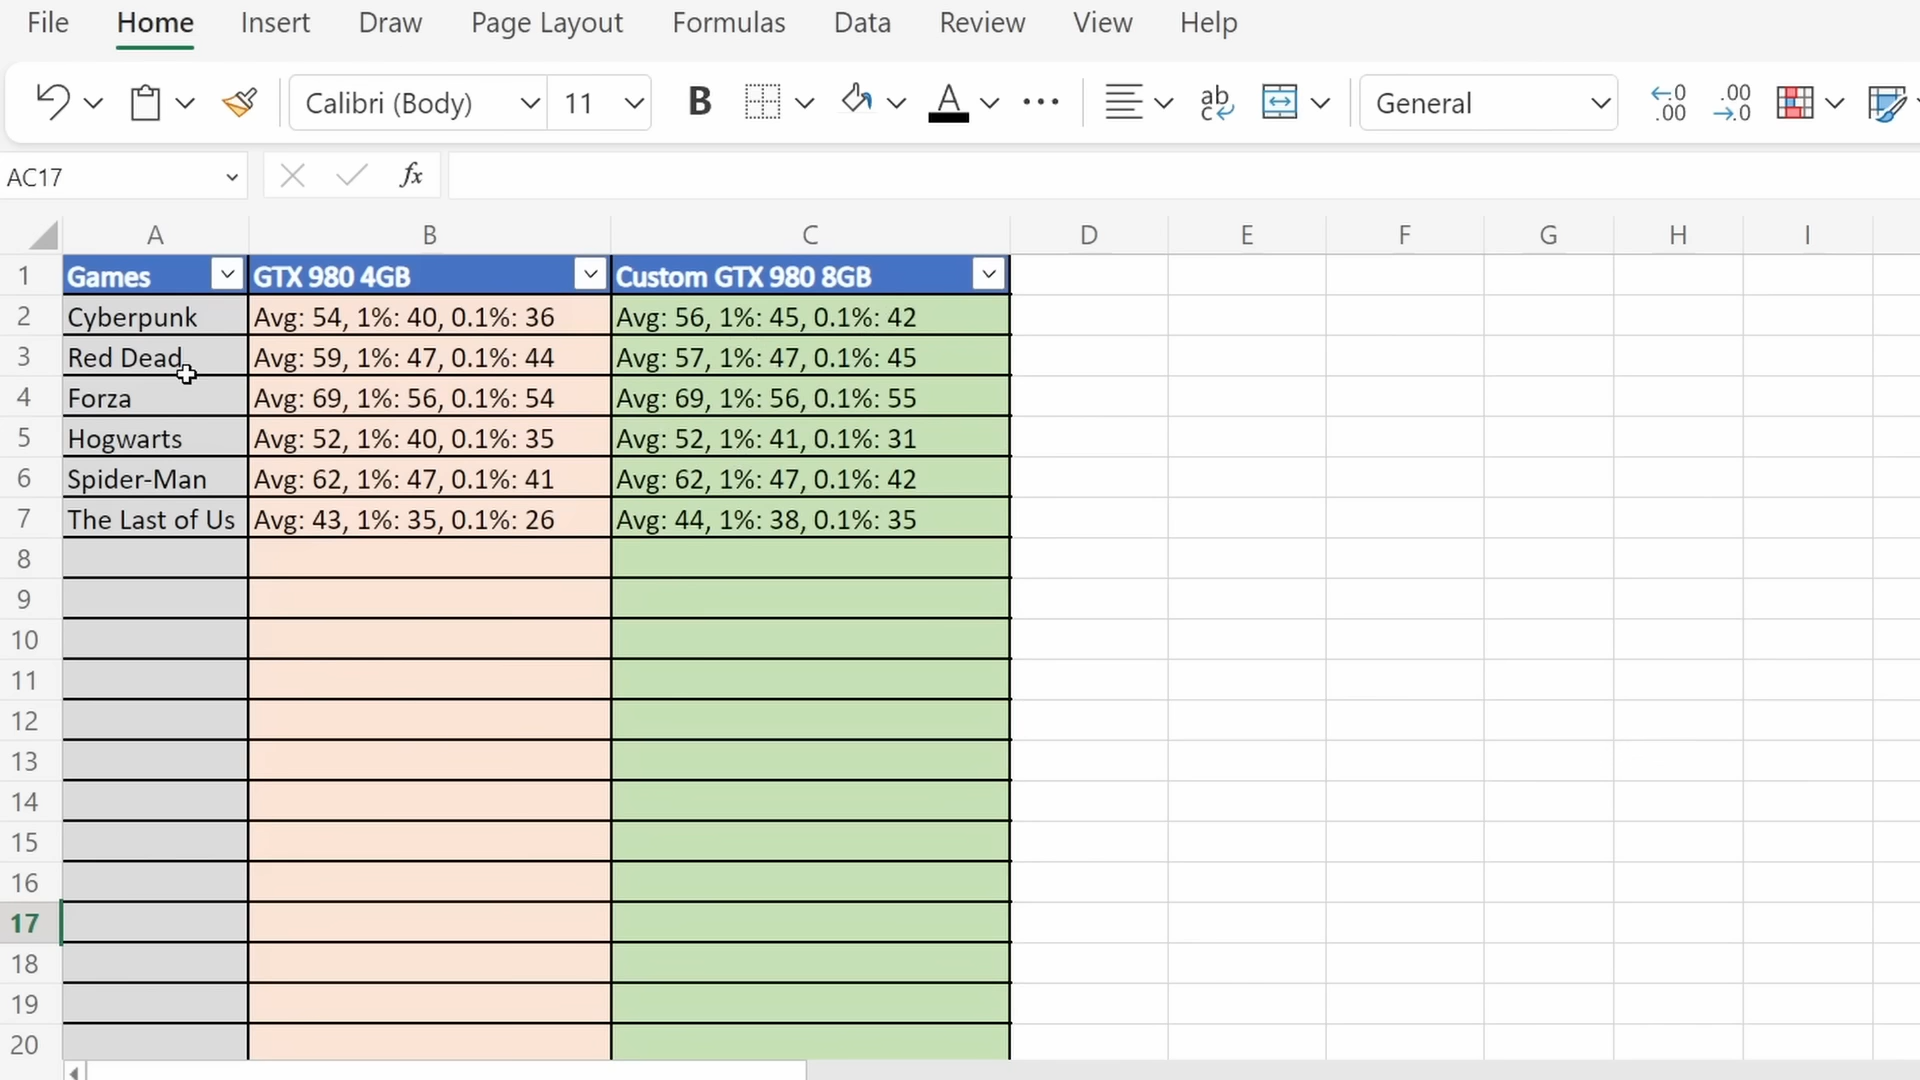 File Home Insert Draw Page Layout Formulas Data Review View Help
Calibri (Body) 11 B A ab c General .00 .00
AC17 fx
A B C D E F G H I
1 Games GTX 980 4GB Custom GTX 980 8GB
2 Cyberpunk Avg: 54, 1%: 40, 0.1%: 36 Avg: 56, 1%: 45, 0.1%: 42
3 Red Dead Avg: 59, 1%: 47, 0.1%: 44 Avg: 57, 1%: 47, 0.1%: 45
4 Forza Avg: 69, 1%: 56, 0.1%: 54 Avg: 69, 1%: 56, 0.1%: 55
5 Hogwarts Avg: 52, 1%: 40, 0.1%: 35 Avg: 52, 1%: 41, 0.1%: 31
6 Spider-Man Avg: 62, 1%: 47, 0.1%: 41 Avg: 62, 1%: 47, 0.1%: 42
7 The Last of Us Avg: 43, 1%: 35, 0.1%: 26 Avg: 44, 1%: 38, 0.1%: 35
8
9
10
11
12
13
14
15
16
17
18
19
20